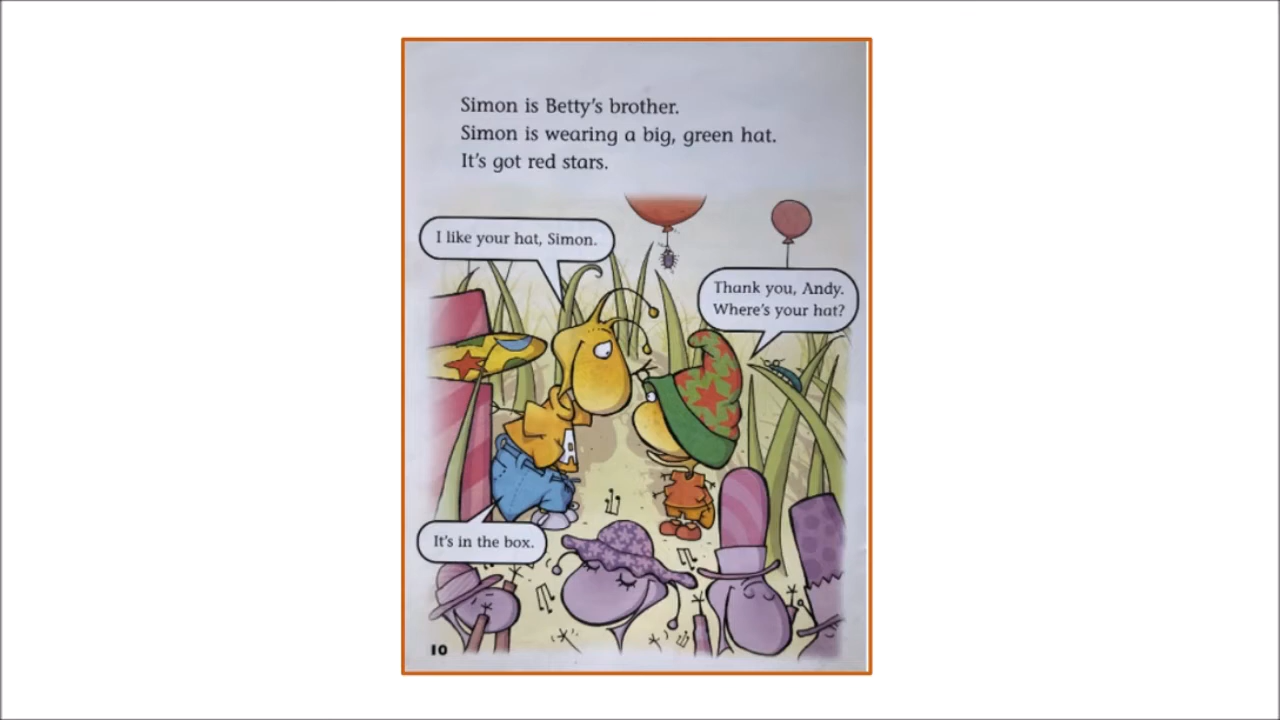 Simon is Betty's brother.
Simon is wearing a big, green hat.
It's got red stars.
I like your hat, Simon.
Thank you, Andy.
Where's your hat?
It's in the box.
10